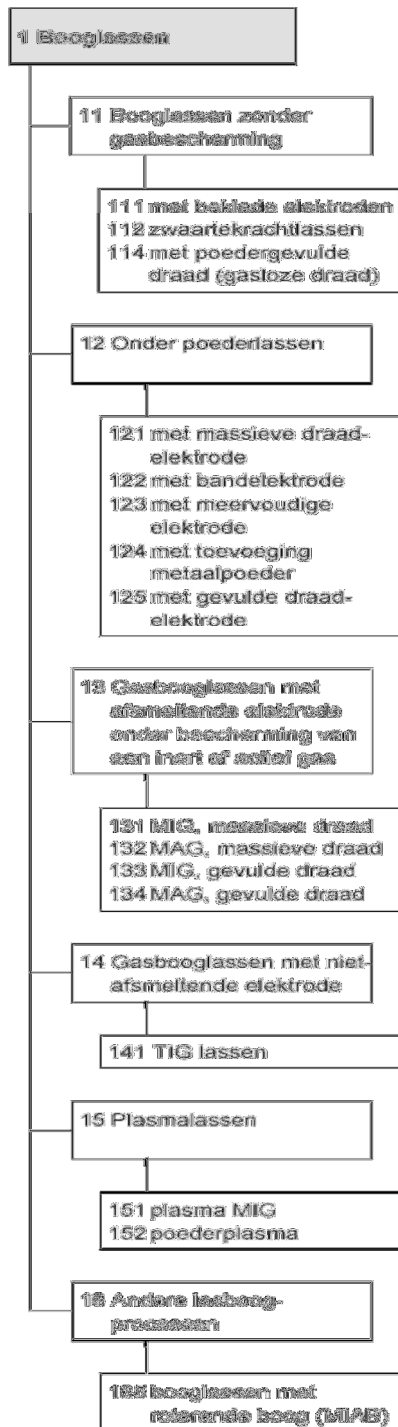 1 Booglassen
11 Booglassen zonder
gasbescherming
111 met beklede elektroden
112 zwaartekrachtlassen
114 met poedergevulde
draad (gasloze draad)
12 Onder poederlassen
121 met massieve draad-
elektrode
122 met bandelektrode
123 met meervoudige
elektrode
124 met toevoeging
metaalpoeder
125 met gevulde draad-
elektrode
13 Gasbooglassen met
afsmeltende elektrode
onder bescherming van
een inert of actief gas
131 MIG, massieve draad
132 MAG, massieve draad
133 MIG, gevulde draad
134 MAG, gevulde draad
14 Gasbooglassen met niet-
afsmeltende elektrode
141 TIG lassen
15 Plasmalassen
151 plasma MIG
152 poederplasma
18 Andere lasboog-
processen
185 booglassen met
roterende boog (MIAB)